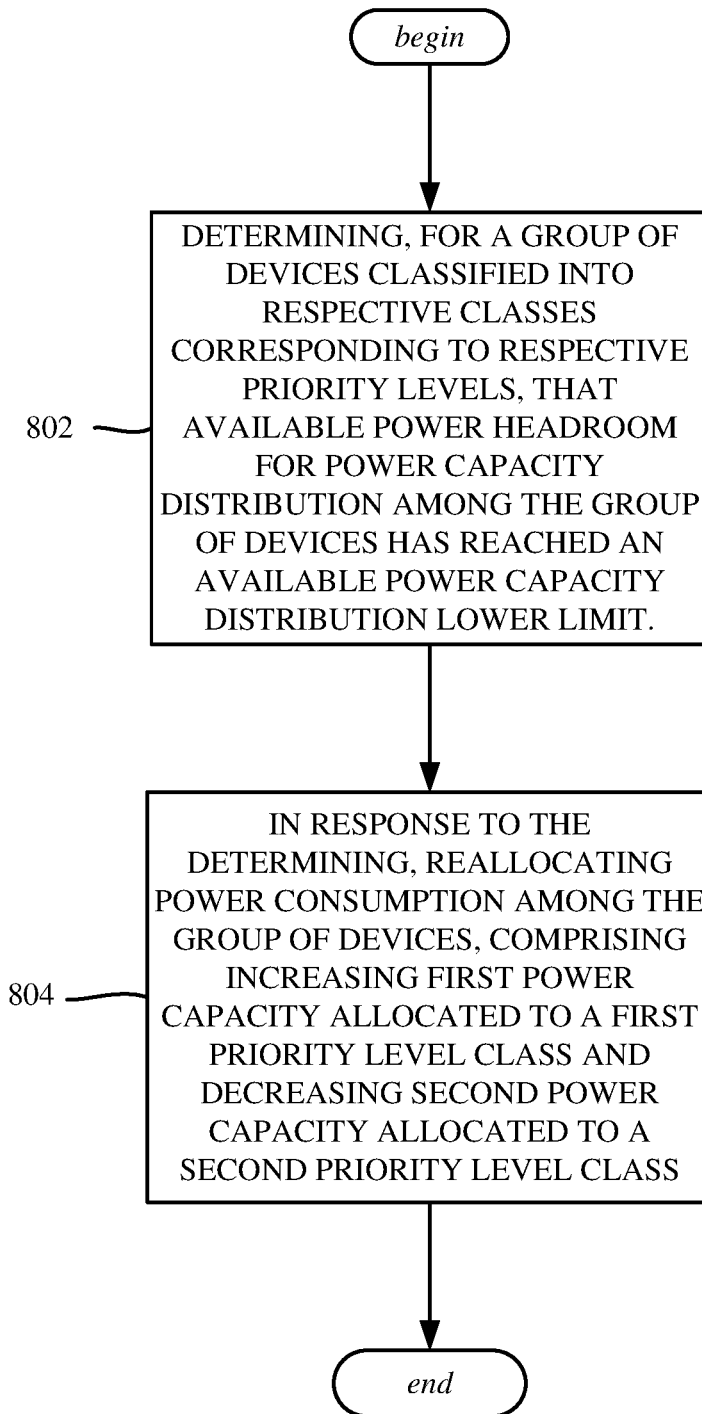 begin
DETERMINING, FOR A GROUP OF
DEVICES CLASSIFIED INTO
RESPECTIVE CLASSES
CORRESPONDING TO RESPECTIVE
PRIORITY LEVELS, THAT
AVAILABLE POWER HEADROOM
FOR POWER CAPACITY
DISTRIBUTION AMONG THE GROUP
OF DEVICES HAS REACHED AN
AVAILABLE POWER CAPACITY
DISTRIBUTION LOWER LIMIT.
802
IN RESPONSE TO THE
DETERMINING, REALLOCATING
POWER CONSUMPTION AMONG THE
GROUP OF DEVICES, COMPRISING
INCREASING FIRST POWER
CAPACITY ALLOCATED TO A FIRST
PRIORITY LEVEL CLASS AND
DECREASING SECOND POWER
CAPACITY ALLOCATED TO A
SECOND PRIORITY LEVEL CLASS
804
end